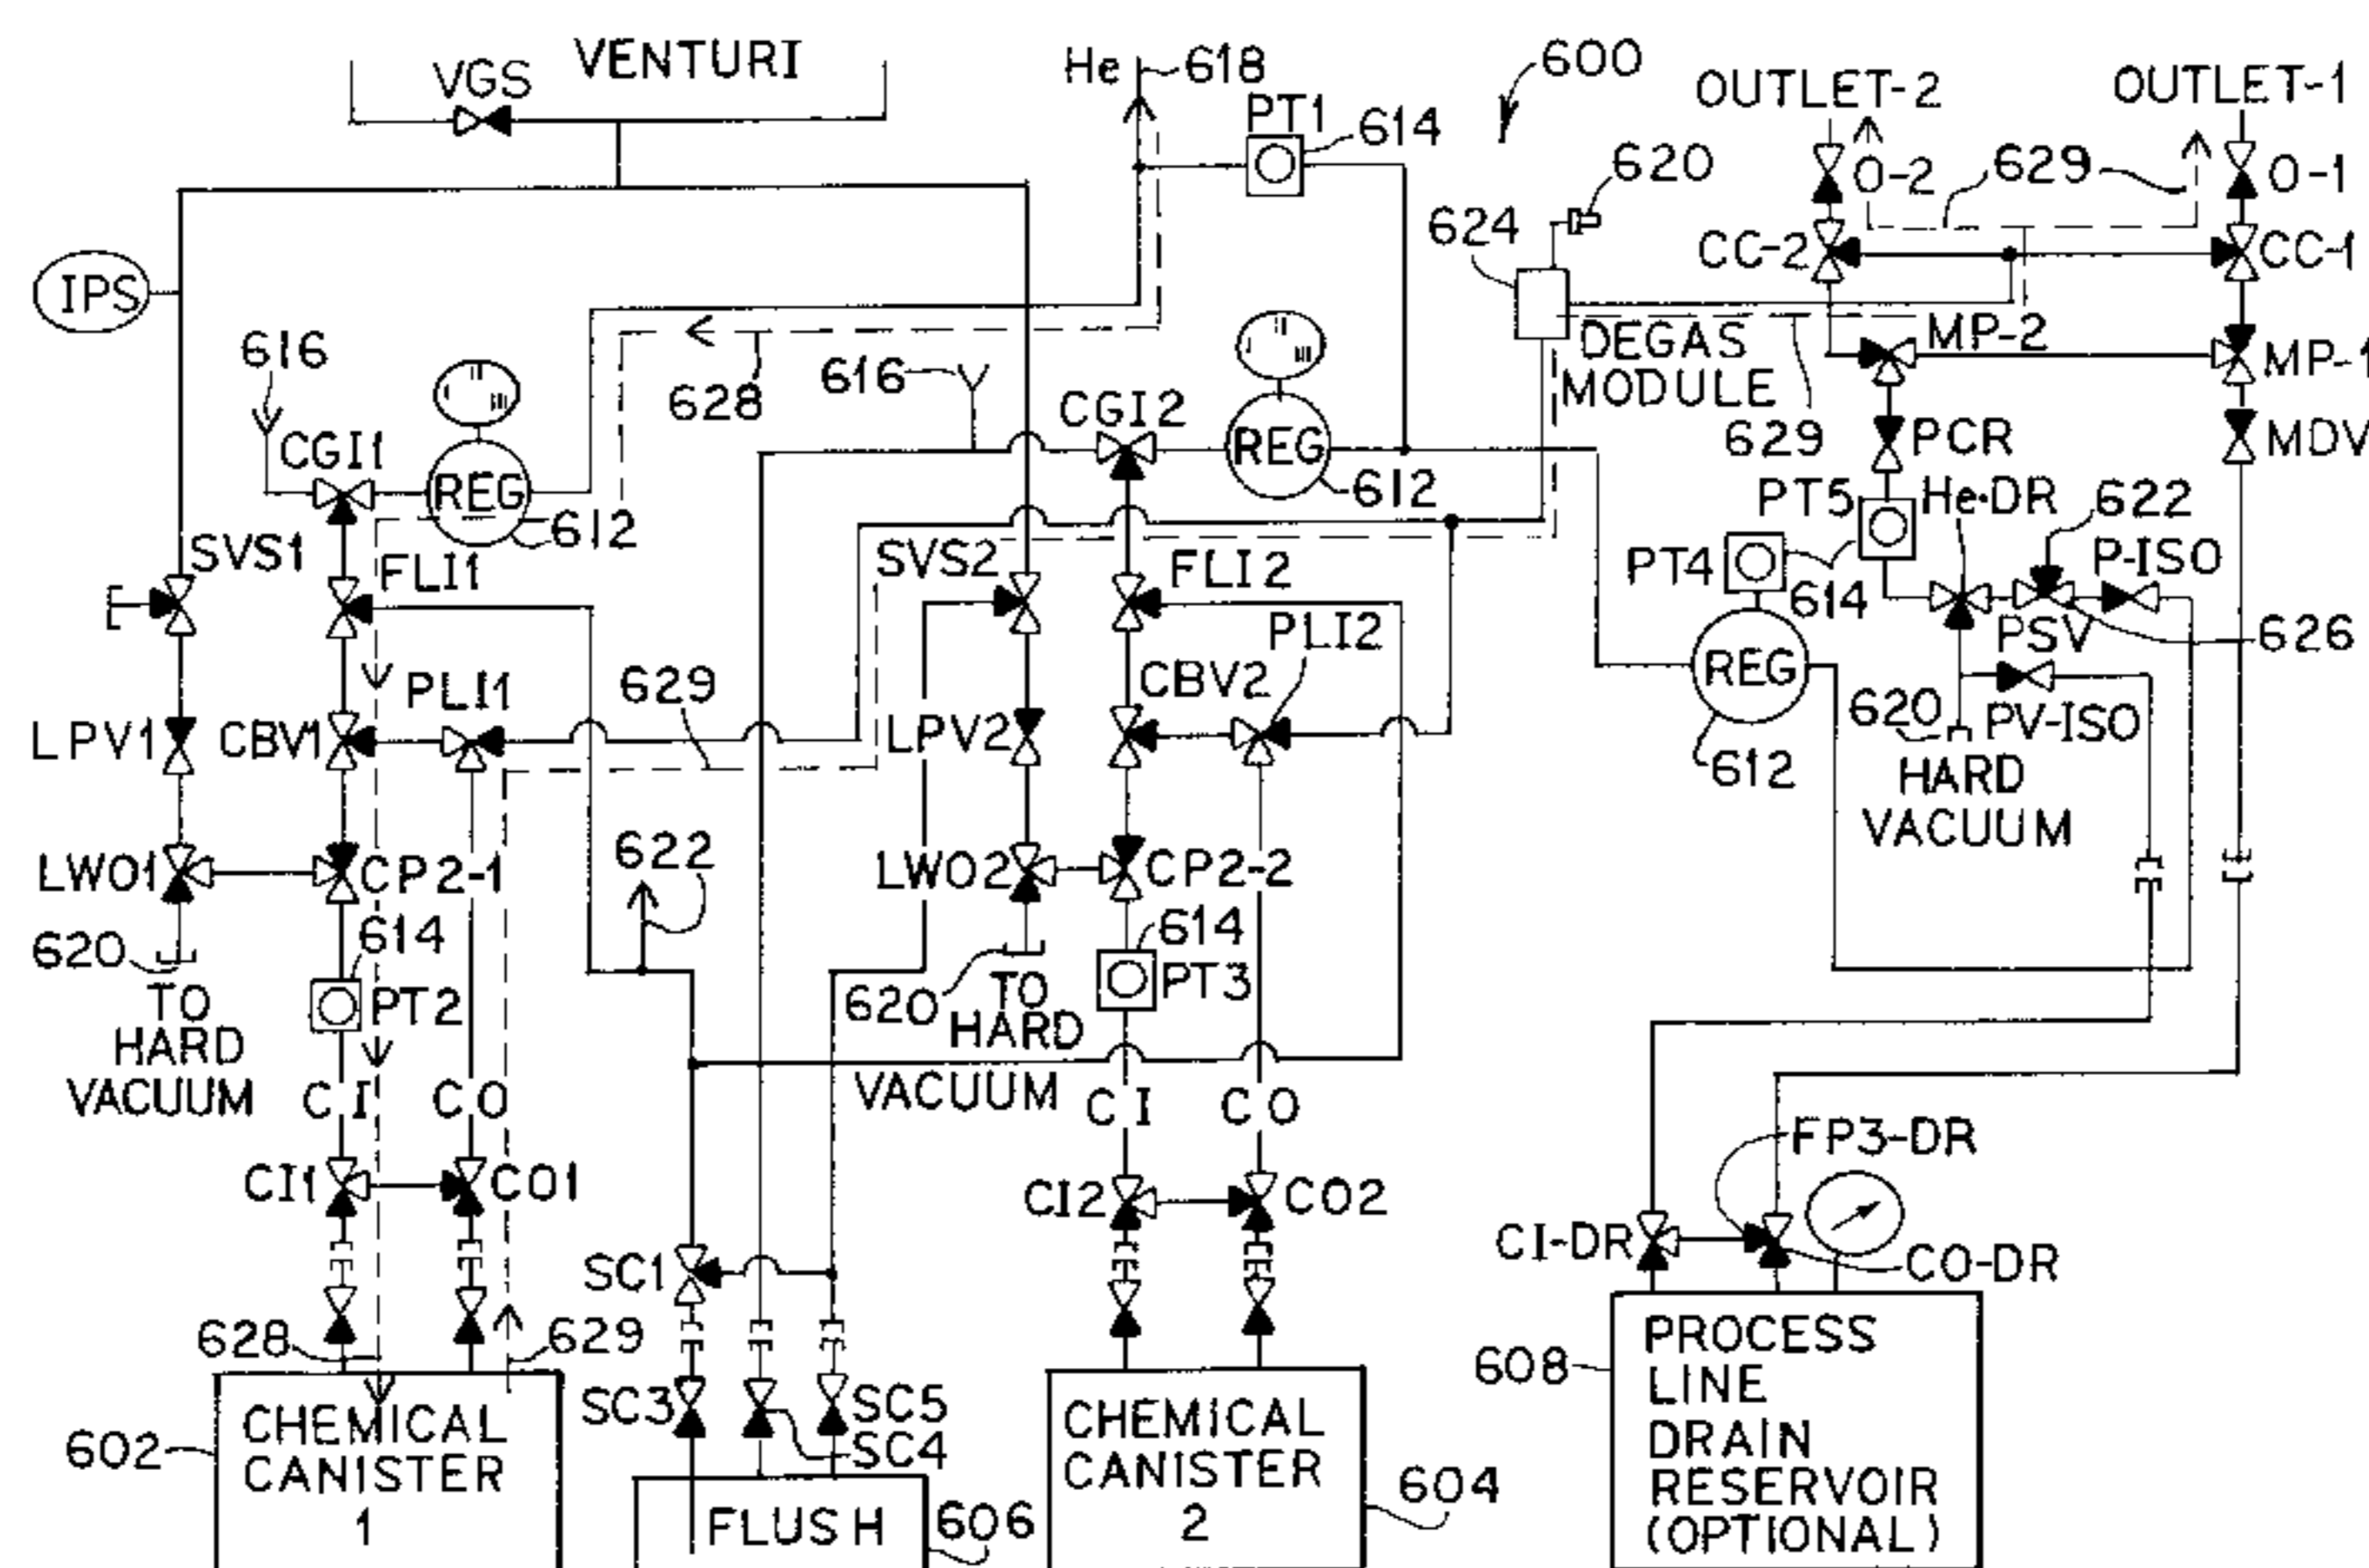 VENTURI
VGS
He
618
600
OUTLET-2
OUTLET-1
PT1
614
620
O-2
629
O-1
624
CC-2
CC-1
IPS
616
628
616
CGI2
DEGAS
MODULE
MP-2
MP-1
CGI1
REG
612
REG
612
629
PCR
MDV
PT5
He-DR
622
SVS1
FLI1
SVS2
FLI2
PT4
614
P-ISO
PLI2
PSV
626
REG
612
PLI1
629
CBV2
LPV1
CBV1
LPV2
620
PV-ISO
HARD
VACUUM
LWO1
CP2-1
622
LWO2
CP2-2
614
614
620
TO
HARD
VACUUM
PT2
620
TO
HARD
VACUUM
PT3
CI
CO
CI
CO
FP3-DR
CI1
CO1
CI2
CO2
SC1
CI-DR
CO-DR
628
629
SC3
SC5
SC4
602
CHEMICAL
CANISTER
1
FLUSH
606
CHEMICAL
CANISTER
2
604
608
PROCESS
LINE
DRAIN
RESERVOIR
(OPTIONAL)